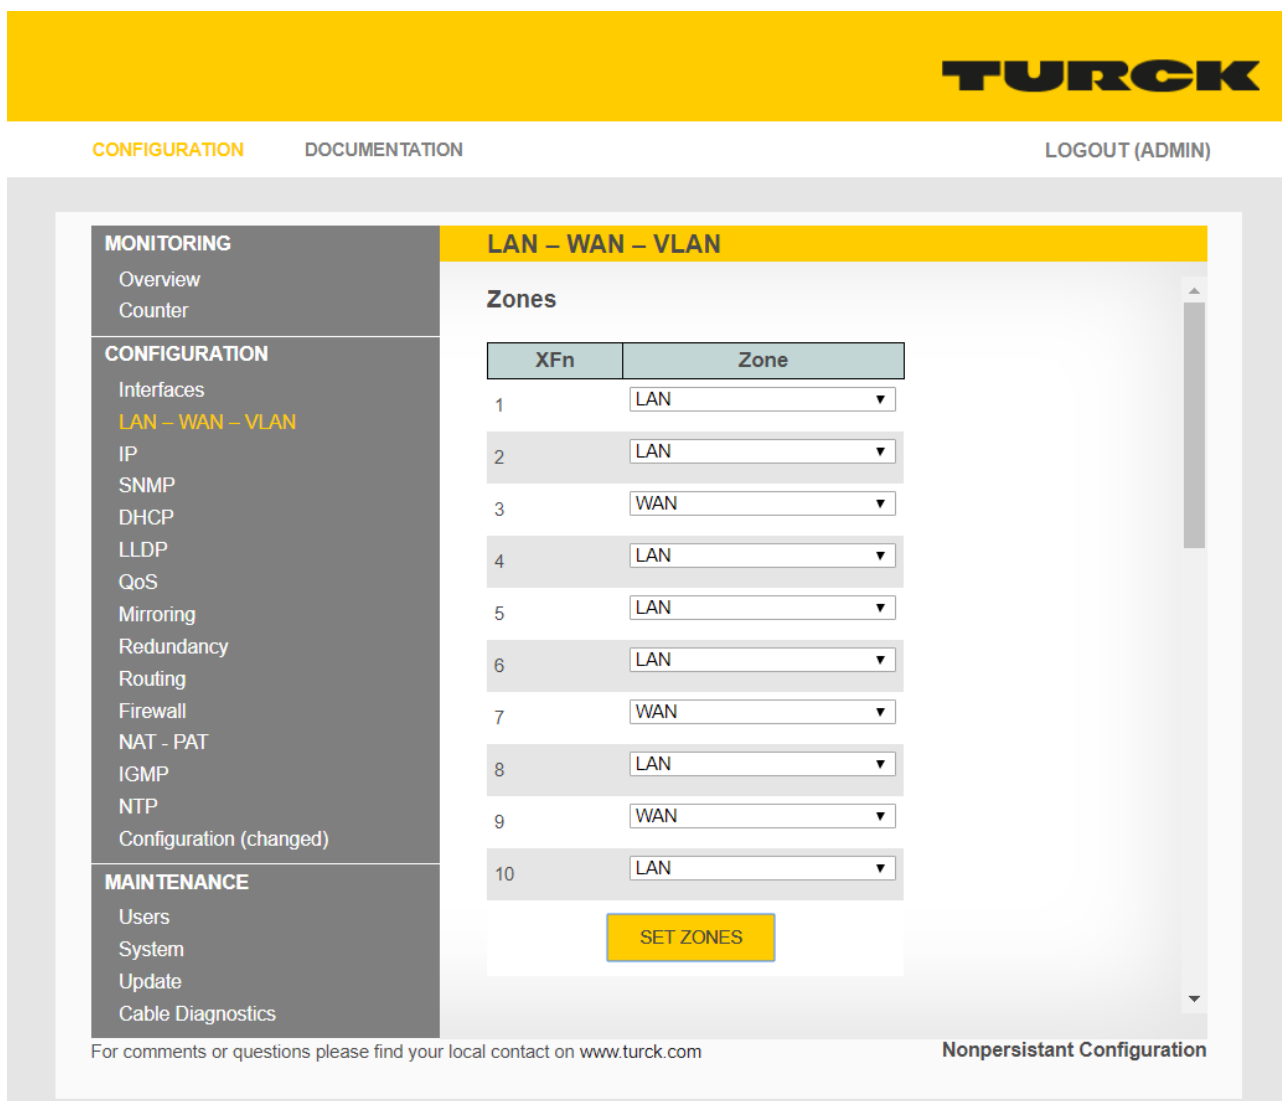 TURCK
CONFIGURATION DOCUMENTATION LOGOUT (ADMIN)
MONITORING
Overview
Counter
CONFIGURATION
Interfaces
LAN – WAN – VLAN
IP
SNMP
DHCP
LLDP
QoS
Mirroring
Redundancy
Routing
Firewall
NAT - PAT
IGMP
NTP
Configuration (changed)
MAINTENANCE
Users
System
Update
Cable Diagnostics
LAN – WAN – VLAN
Zones
XFn Zone
1 LAN
2 LAN
3 WAN
4 LAN
5 LAN
6 LAN
7 WAN
8 LAN
9 WAN
10 LAN
SET ZONES
For comments or questions please find your local contact on www.turck.com
Nonpersistant Configuration